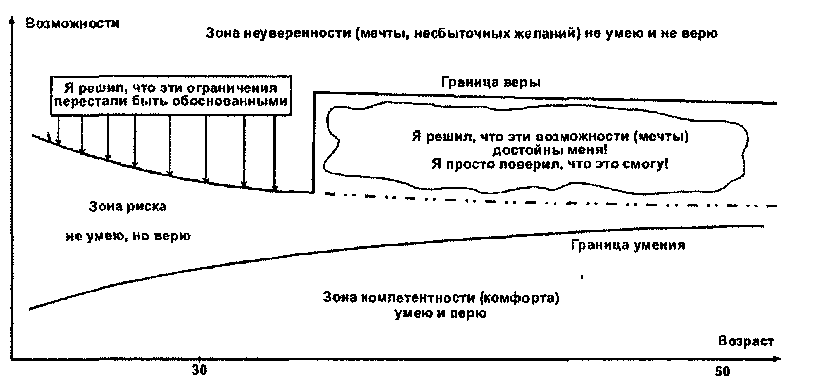 Возможности
Зона неуверенности (мечты, несбыточных желаний) не умею и не верю
Граница веры
Я решил, что эти ограничения
перестали быть обоснованными
Я решил, что эти возможности (мечты)
достойны меня!
Я просто поверил, что это смогу!
Зона риска
не умею, но верю
Граница умения
Зона компетентности (комфорта)
умею и верю
Возраст
30
50